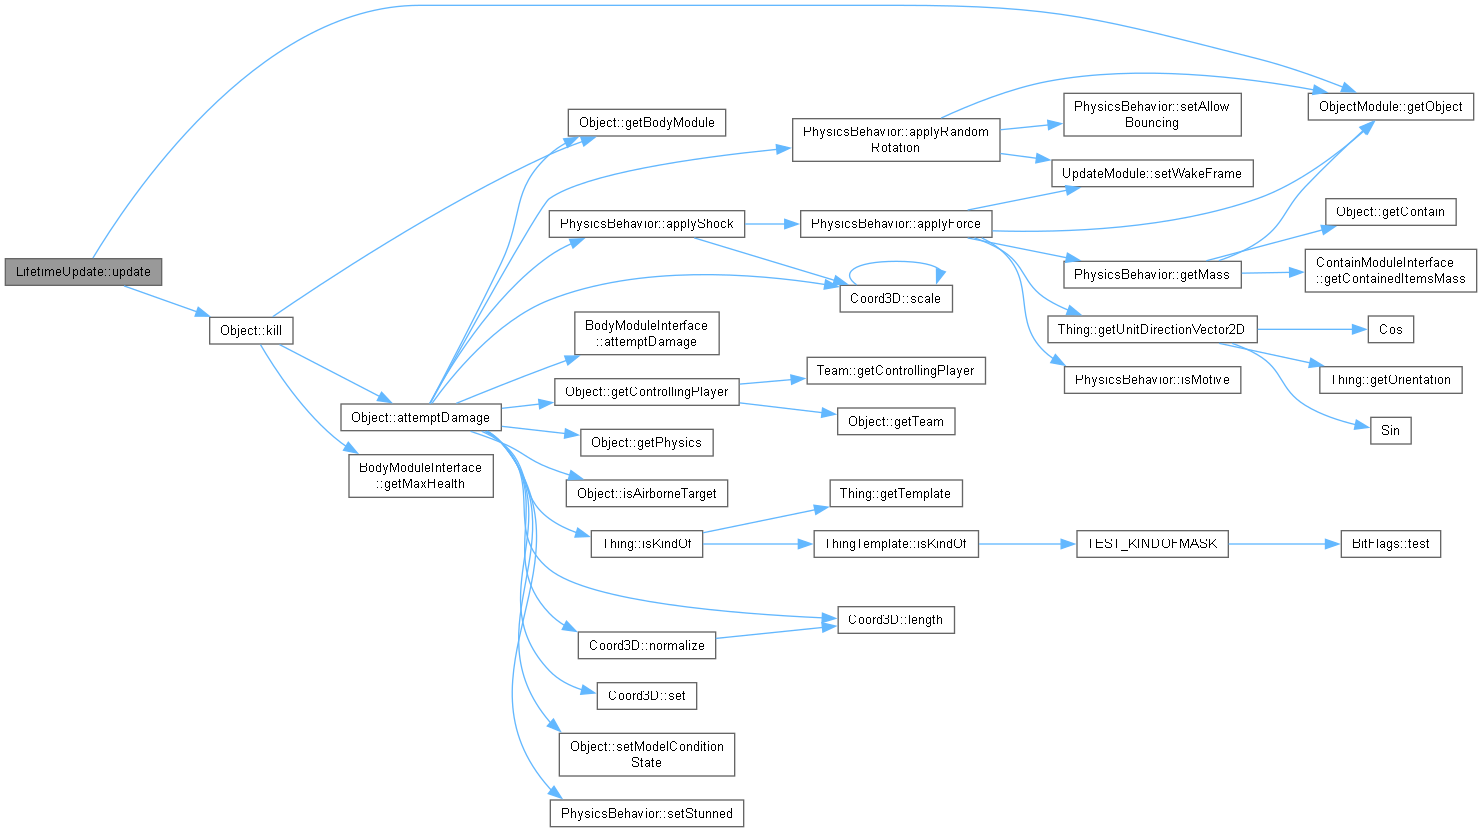 LifetimeUpdate::update
Object::kill
Object::attemptDamage
BodyModuleInterface
::getMaxHealth
Object::getBodyModule
PhysicsBehavior::applyShock
BodyModuleInterface
::attemptDamage
Object::getControllingPlayer
Object::getPhysics
Object::isAirborneTarget
Thing::isKindOf
Coord3D::normalize
Coord3D::set
Object::setModelCondition
State
PhysicsBehavior::setStunned
PhysicsBehavior::applyRandom
Rotation
PhysicsBehavior::applyForce
Coord3D::scale
Team::getControllingPlayer
Object::getTeam
Thing::getTemplate
ThingTemplate::isKindOf
Coord3D::length
PhysicsBehavior::setAllow
Bouncing
UpdateModule::setWakeFrame
PhysicsBehavior::getMass
Thing::getUnitDirectionVector2D
PhysicsBehavior::isMotive
TEST_KINDOFMASK
ObjectModule::getObject
Object::getContain
ContainModuleInterface
::getContainedItemsMass
Cos
Thing::getOrientation
Sin
BitFlags::test